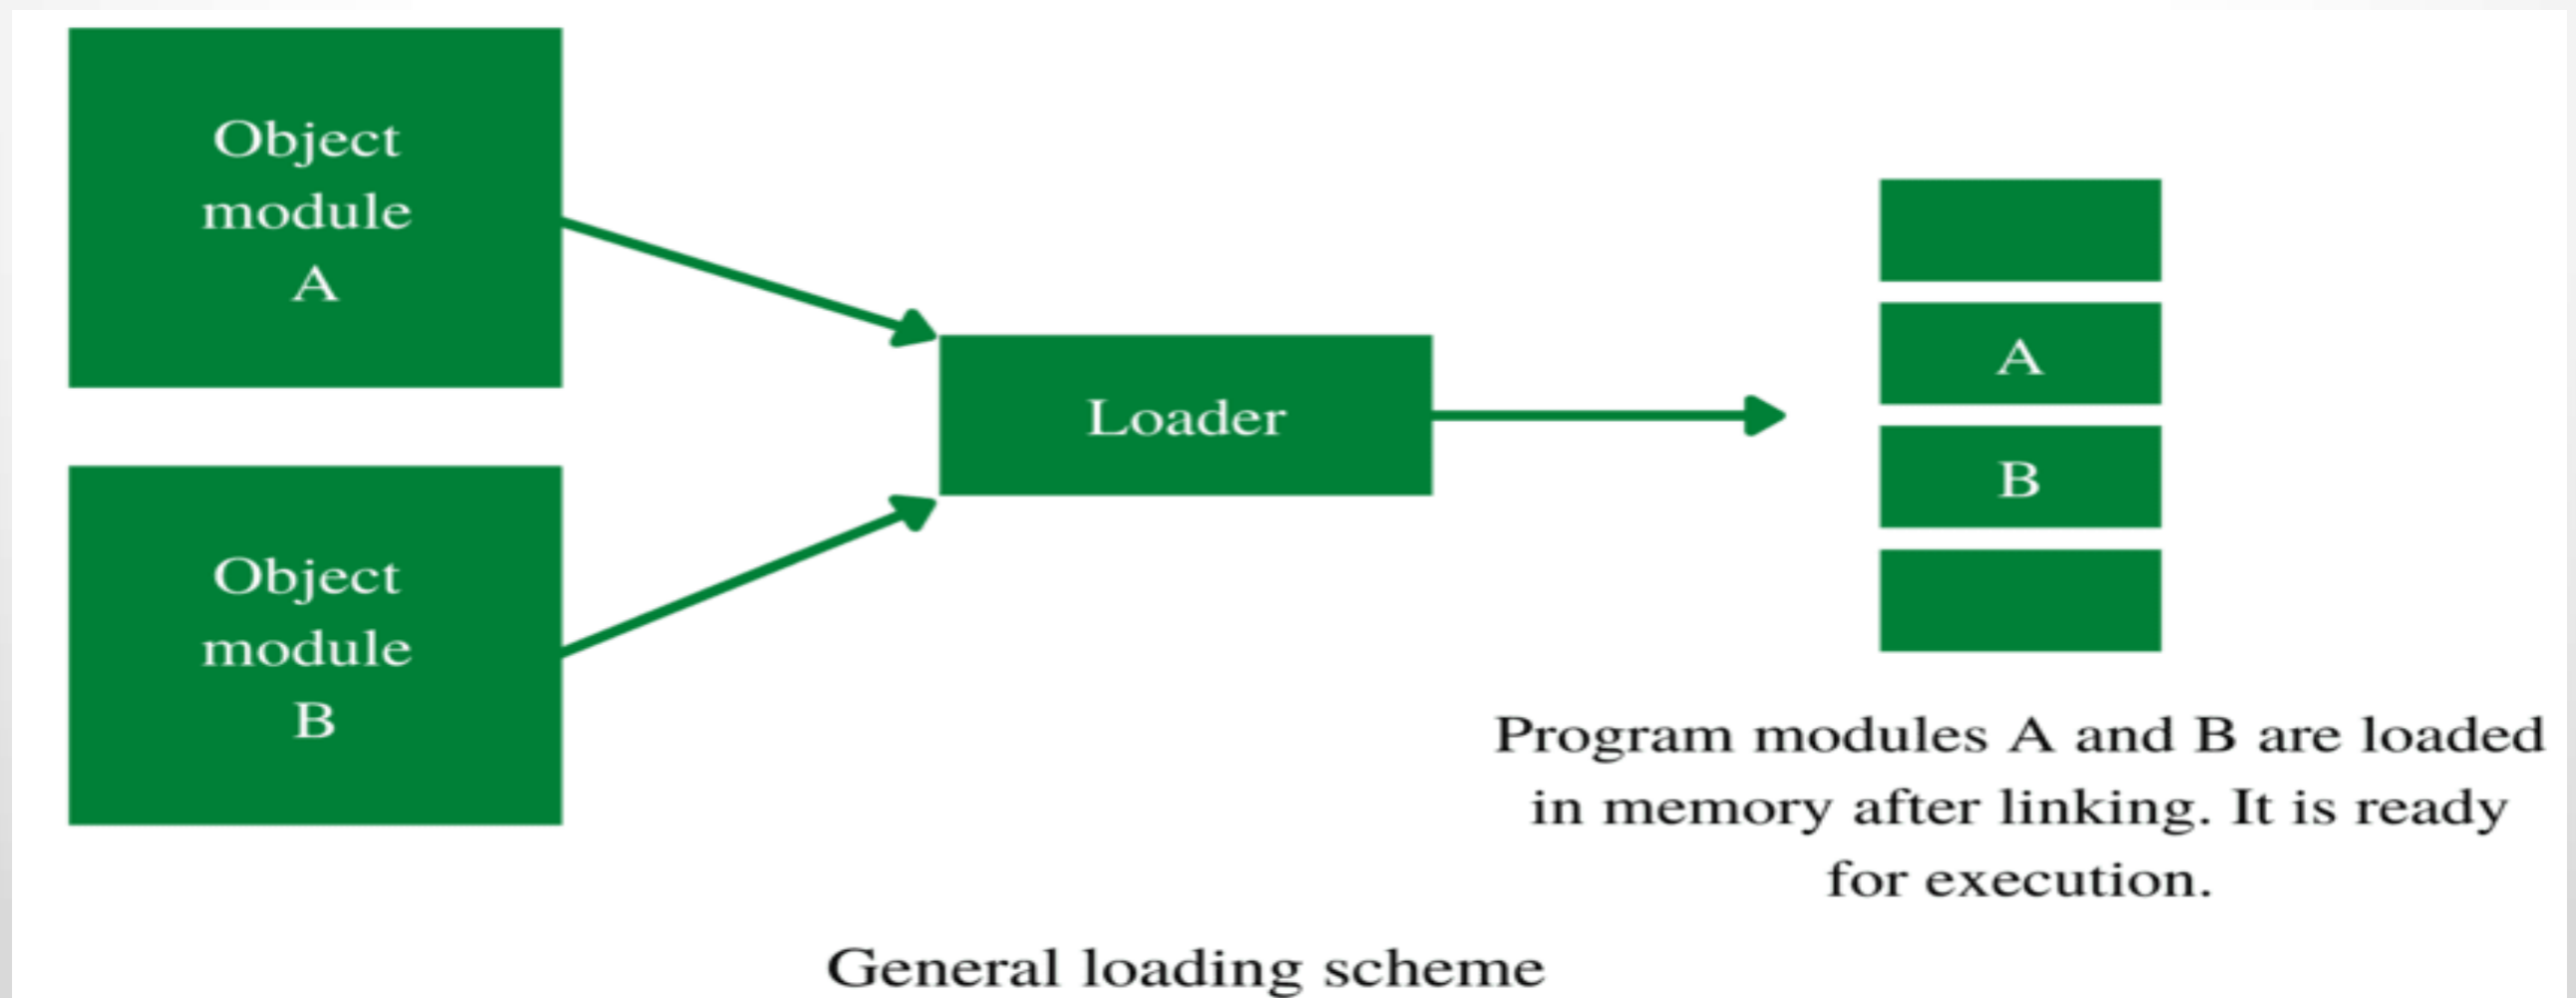 Object
module
A
Object
module
B
Loader
A
B
Program modules A and B are loaded
in memory after linking. It is ready
for execution.
General loading scheme